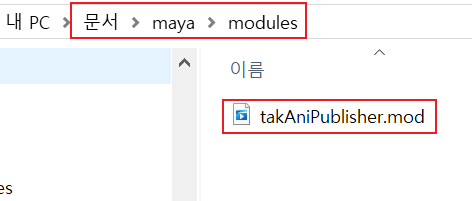 내 PC > 문서 > maya > modules
이름
takAniPublisher.mod
es